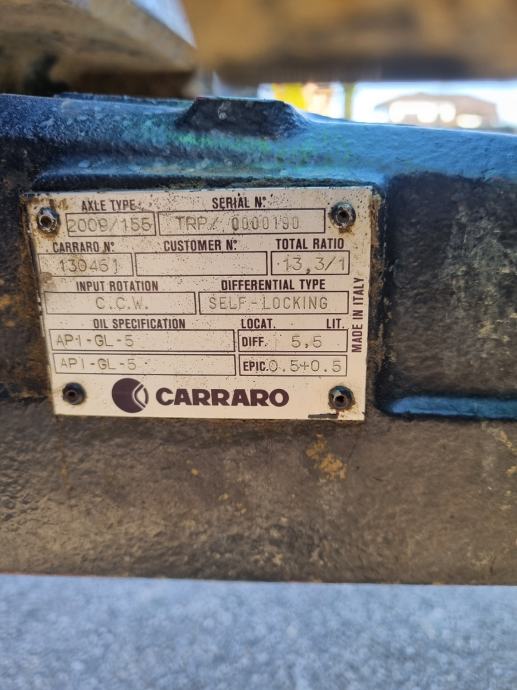 AXLE TYPE SERIAL N°.
2009/155 TRP/ 0000190
CARRARO N°. CUSTOMER N°. TOTAL RATIO
130461 13,3/1
INPUT ROTATION DIFFERENTIAL TYPE
C.C.W. SELF-LOCKING
OIL SPECIFICATION LOCAT. LIT.
API-GL-5 DIFF. 5,5
API-GL-5 EPIC. 0.5+0.5
CARRARO
MADE IN ITALY